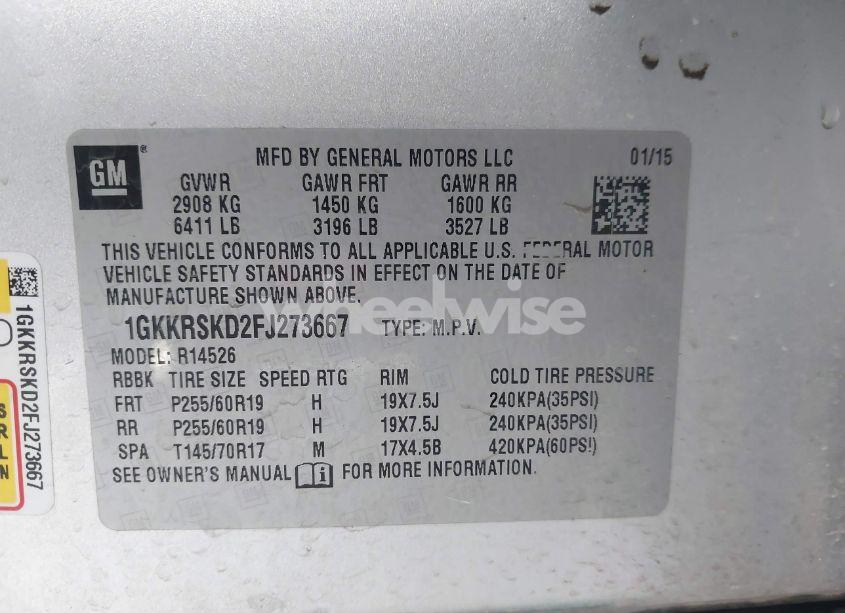 GM
MFD BY GENERAL MOTORS LLC 01/15
GVWR GAWR FRT GAWR RR
2908 KG 1450 KG 1600 KG
6411 LB 3196 LB 3527 LB
THIS VEHICLE CONFORMS TO ALL APPLICABLE U.S. FEDERAL MOTOR
VEHICLE SAFETY STANDARDS IN EFFECT ON THE DATE OF
MANUFACTURE SHOWN ABOVE.
1GKKRSKD2FJ273667 TYPE: M.P.V.
MODEL: R14526
RBBK TIRE SIZE SPEED RTG RIM COLD TIRE PRESSURE
FRT P255/60R19 H 19X7.5J 240KPA(35PSI)
RR P255/60R19 H 19X7.5J 240KPA(35PSI)
SPA T145/70R17 M 17X4.5B 420KPA(60PSI)
SEE OWNER'S MANUAL FOR MORE INFORMATION.
1GKKRSKD2FJ273667
S
R
L
N
wheelwise